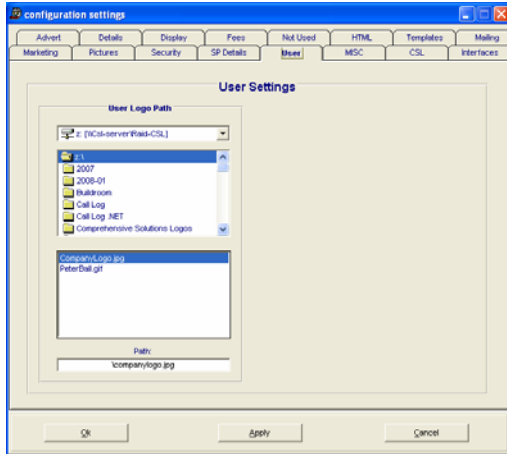 configuration settings
Advert Details Display Fees Not Used HTML Templates Mailing
Marketing Pictures Security SP Details User MISC CSL Interfaces
User Settings
User Logo Path
z: [\\Csl-server\Raid-CSL]
z:\
2007
2008-01
Buildroom
Call Log
Call Log .NET
Comprehensive Solutions Logos
CompanyLogo.jpg
PeterBall.gif
Path:
\companylogo.jpg
Ok Apply Cancel